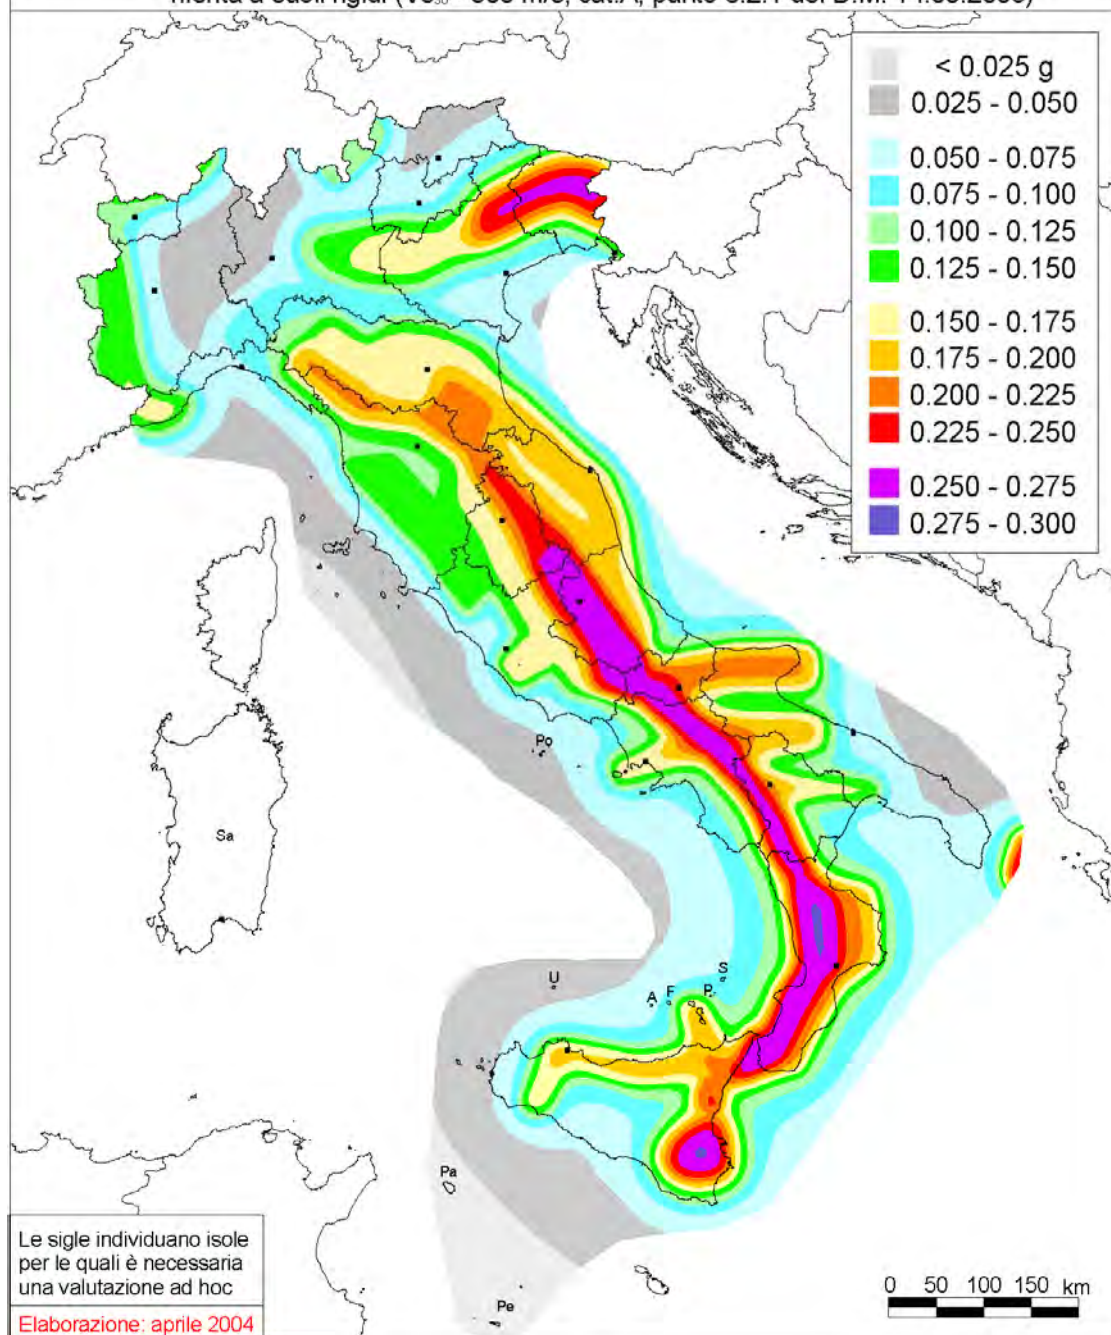 < 0.025 g
0.025 - 0.050
0.050 - 0.075
0.075 - 0.100
0.100 - 0.125
0.125 - 0.150
0.150 - 0.175
0.175 - 0.200
0.200 - 0.225
0.225 - 0.250
0.250 - 0.275
0.275 - 0.300
Po
Sa
S
U
A F P
Pa
Pe
Le sigle individuano isole
per le quali è necessaria
una valutazione ad hoc
Elaborazione: aprile 2004
0 50 100 150 km